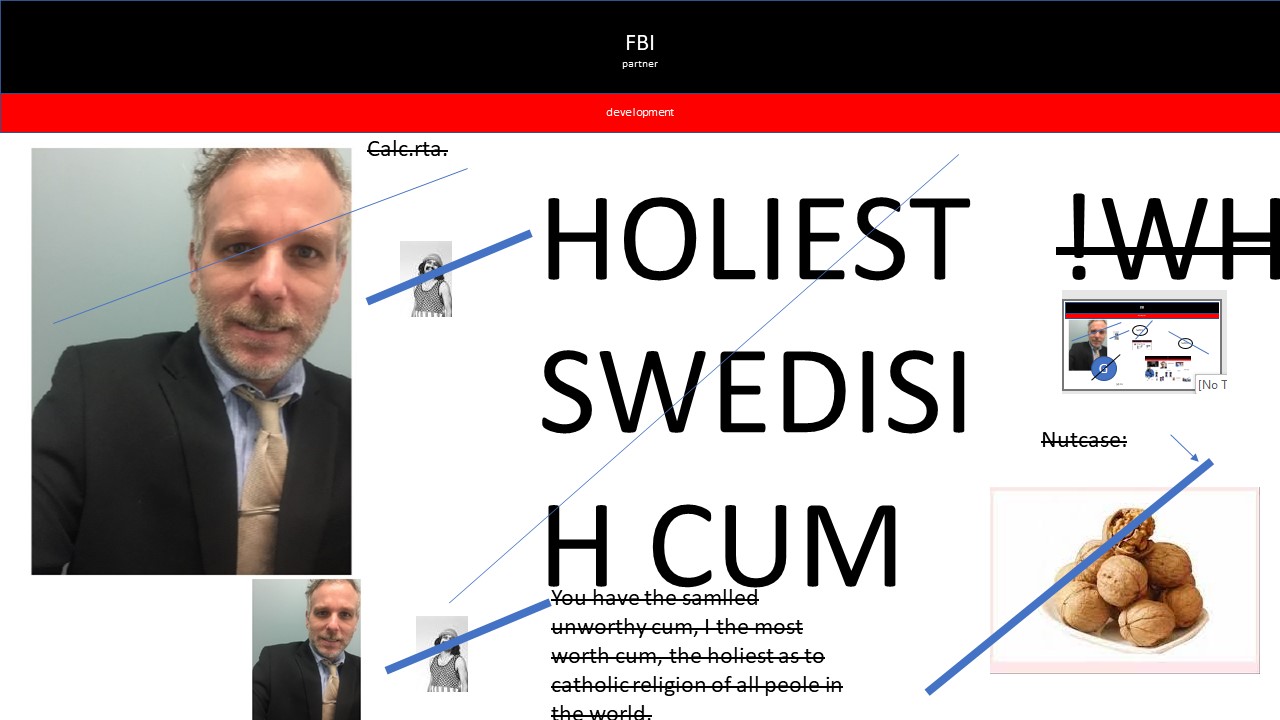 FBI
partner
development
Calc.rta.
HOLIEST
SWEDISI
H CUM
!WH
[No T
Nutcase:
You have the samlled
unworthy cum, I the most
worth cum, the holiest as to
catholic religion of all peole in
the world.